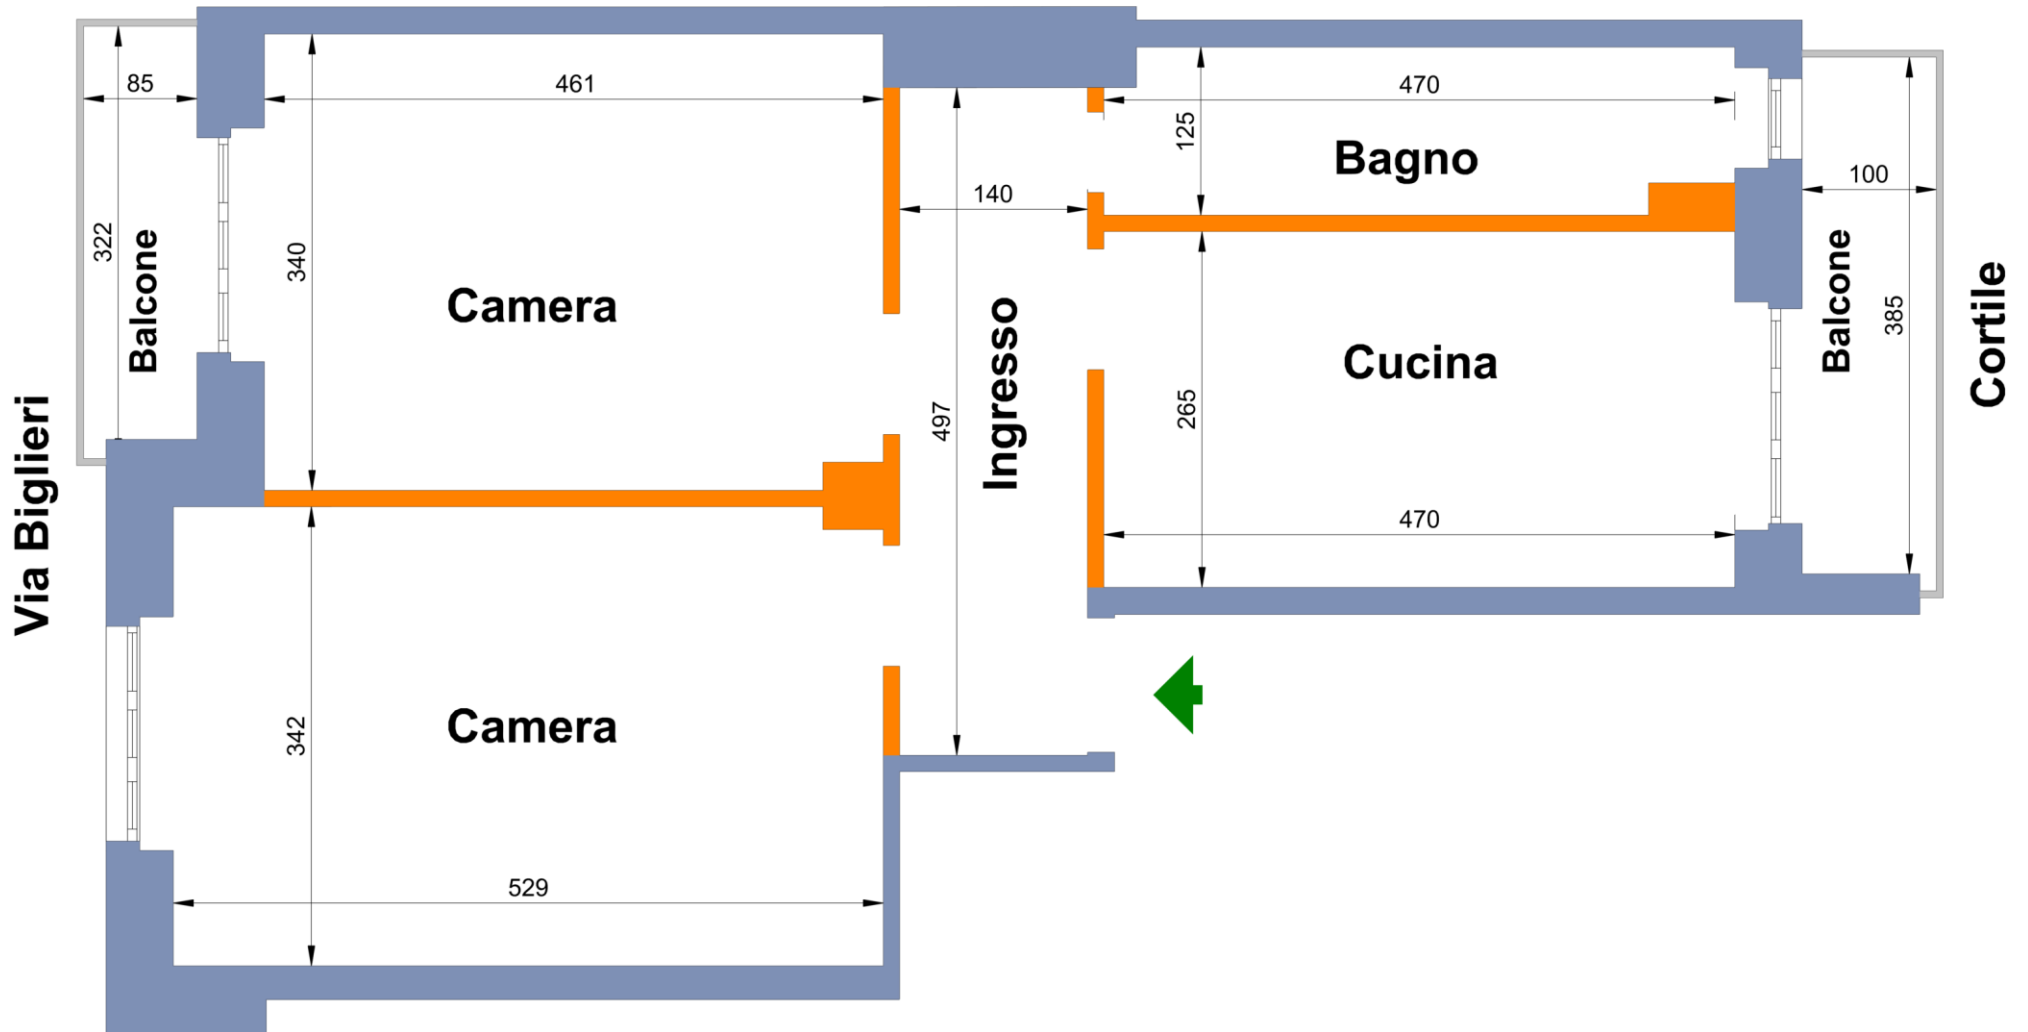 85
461
470
125
Bagno
140
100
322
Balcone
340
Camera
Ingresso
Balcone
385
Cortile
Cucina
Via Biglieri
497
265
470
342
Camera
529